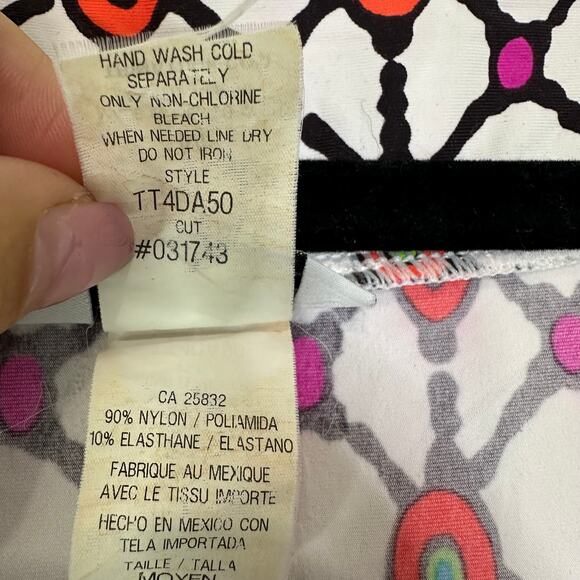 HAND WASH COLD
SEPARATELY
ONLY NON-CHLORINE
BLEACH
WHEN NEEDED LINE DRY
DO NOT IRON
STYLE
TT4DA50
CUT
#031743
CA 25832
90% NYLON / POLIAMIDA
10% ELASTHANE / ELASTANO
FABRIQUE AU MEXIQUE
AVEC LE TISSU IMPORTE
HECHO EN MEXICO CON
TELA IMPORTADA
TAILLE / TALLA
MOYEN